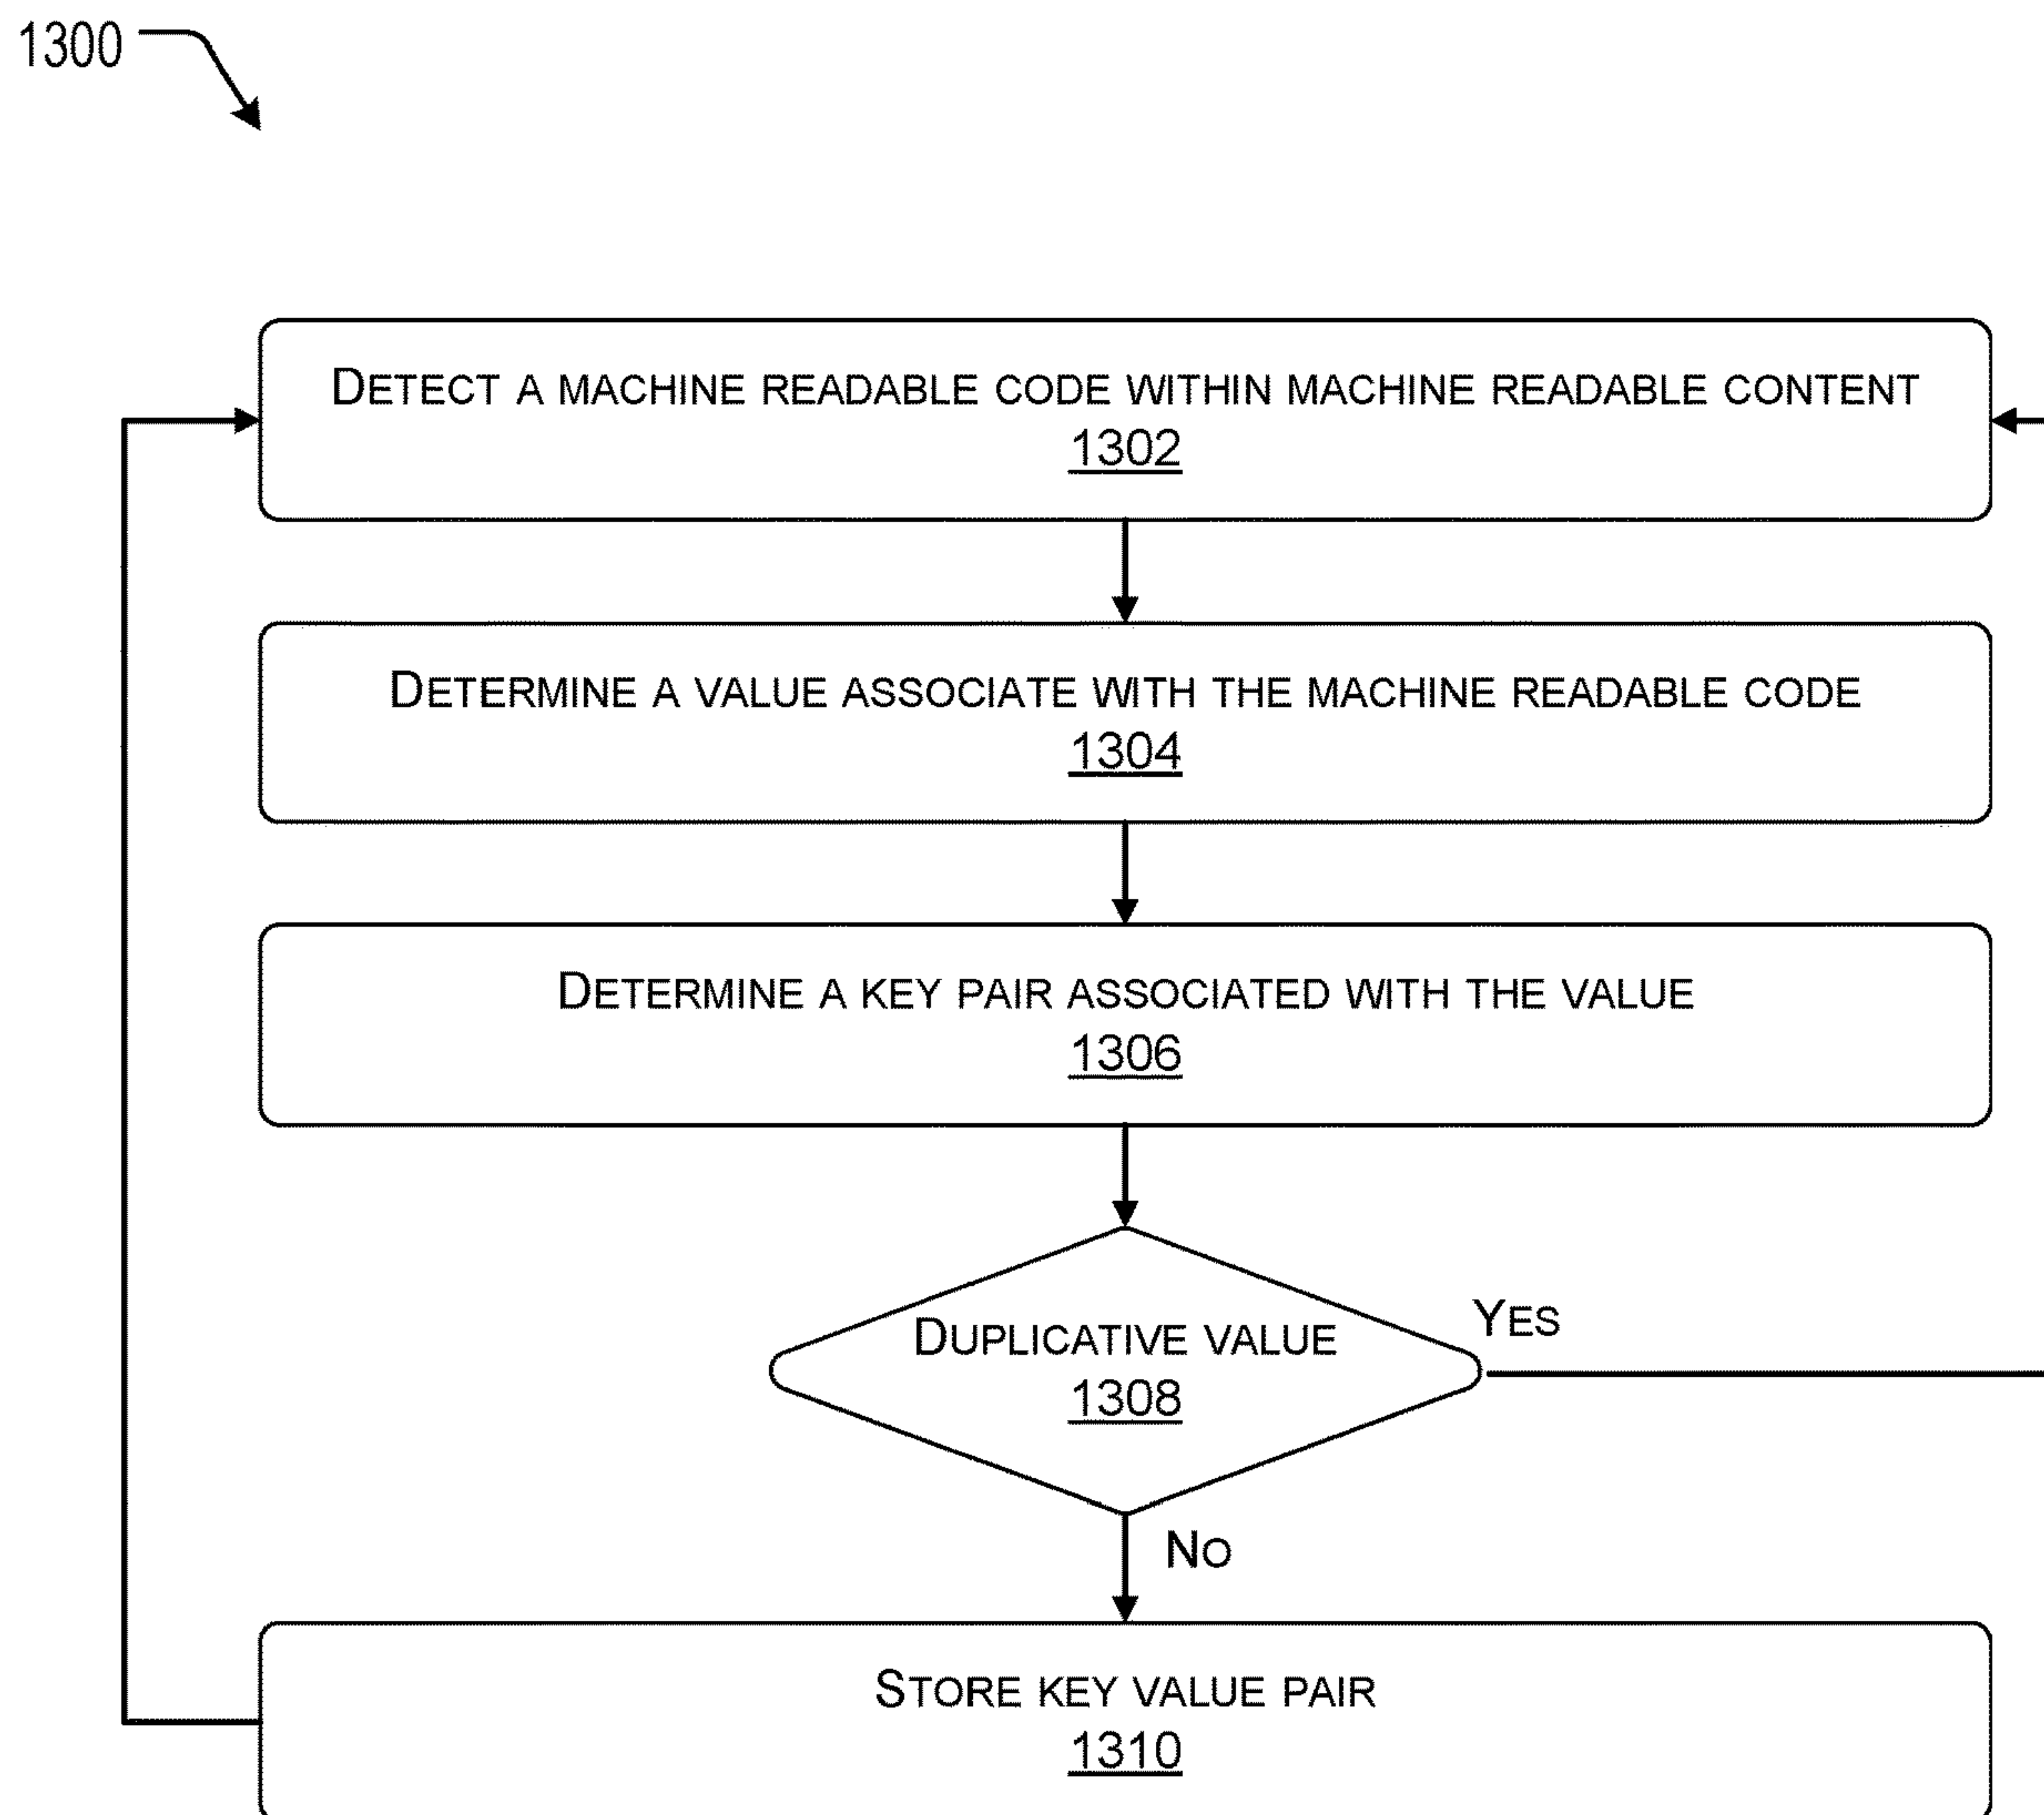 1300
DETECT A MACHINE READABLE CODE WITHIN MACHINE READABLE CONTENT
1302
DETERMINE A VALUE ASSOCIATE WITH THE MACHINE READABLE CODE
1304
DETERMINE A KEY PAIR ASSOCIATED WITH THE VALUE
1306
DUPLICATIVE VALUE
1308
YES
NO
STORE KEY VALUE PAIR
1310